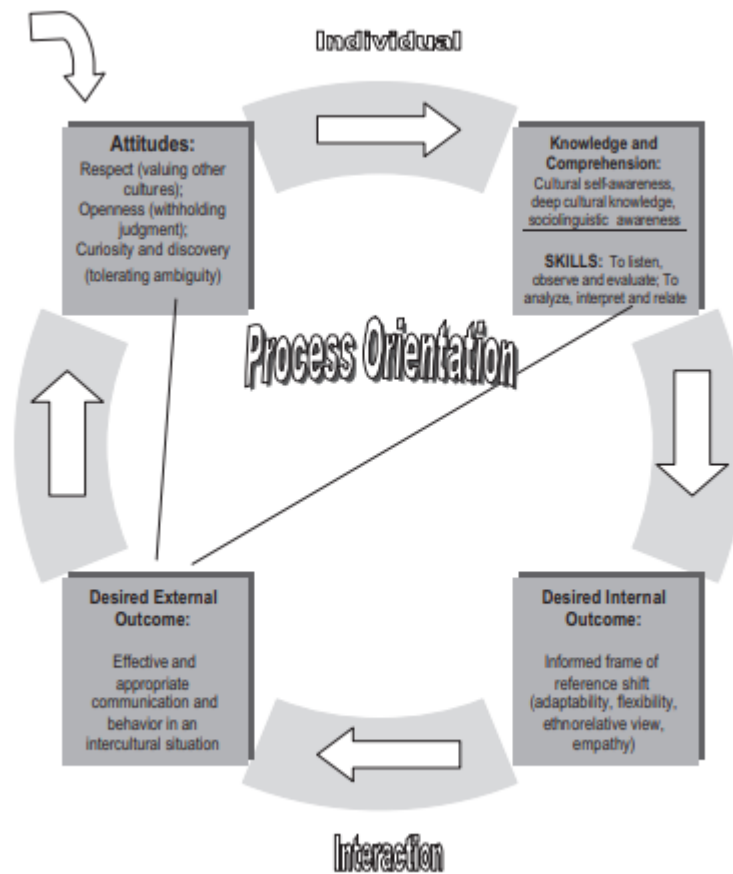 Individual
Attitudes:
Respect (valuing other
cultures);
Openness (withholding
judgment);
Curiosity and discovery
(tolerating ambiguity)
Knowledge and
Comprehension:
Cultural self-awareness,
deep cultural knowledge,
sociolinguistic awareness
SKILLS: To listen,
observe and evaluate; To
analyze, interpret and relate
Process Orientation
Desired External
Outcome:
Effective and
appropriate
communication and
behavior in an
intercultural situation
Desired Internal
Outcome:
Informed frame of
reference shift
(adaptability, flexibility,
ethnorelative view,
empathy)
Interaction